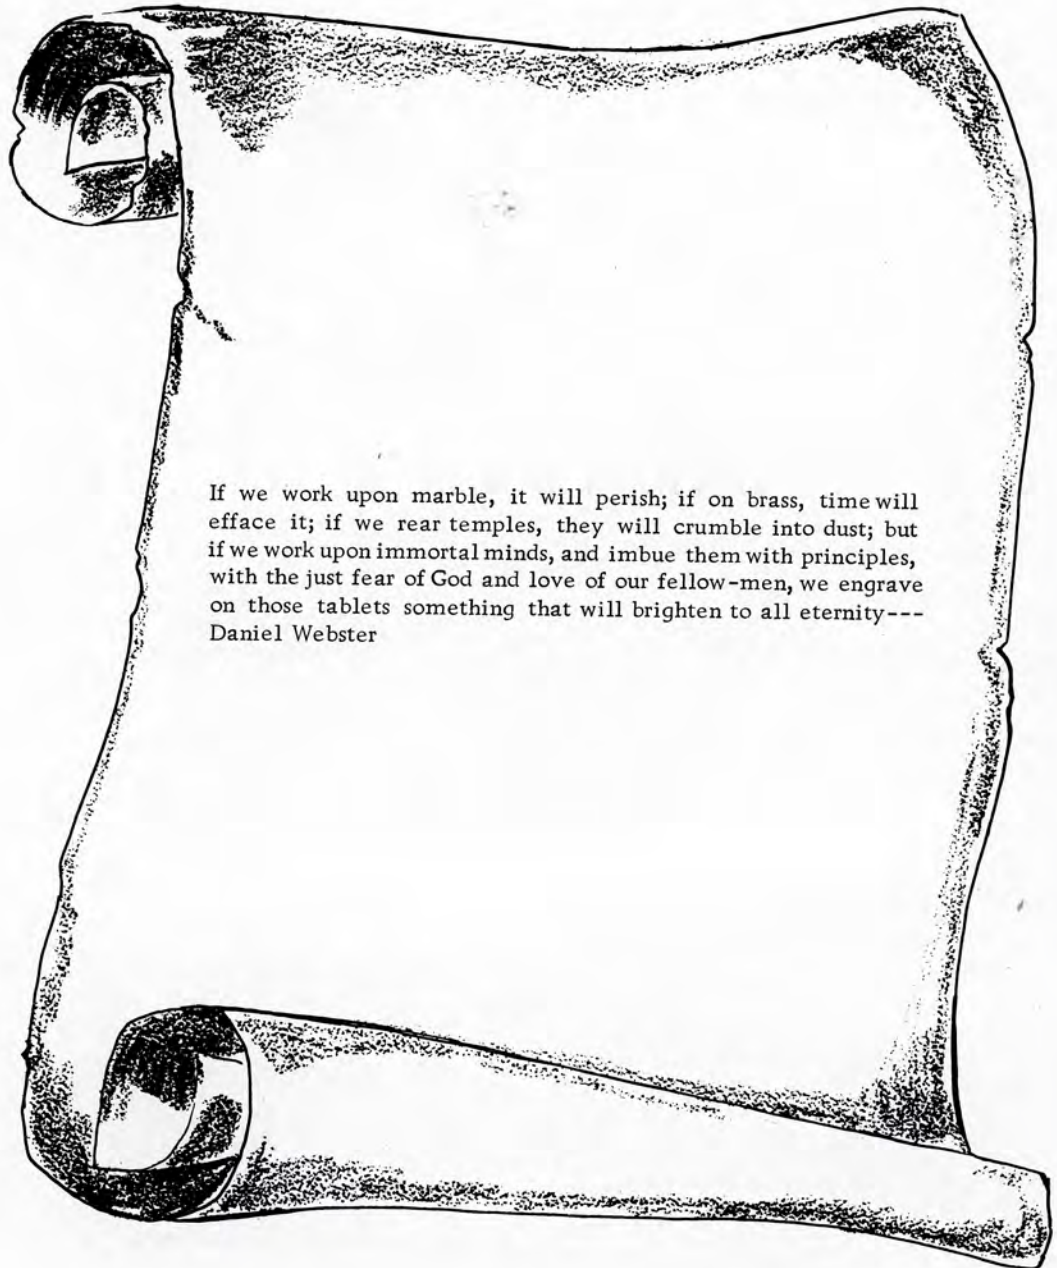 If we work upon marble, it will perish; if on brass, time will
efface it; if we rear temples, they will crumble into dust; but
if we work upon immortal minds, and imbue them with principles,
with the just fear of God and love of our fellow-men, we engrave
on those tablets something that will brighten to all eternity---
Daniel Webster